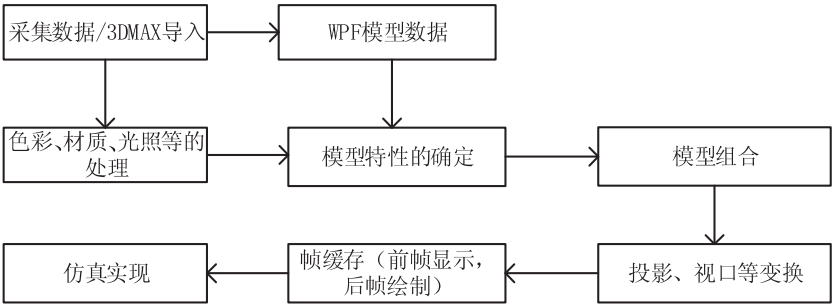 采集数据/3DMAX导入
WPF模型数据
色彩、材质、光照等的
处理
模型特性的确定
模型组合
仿真实现
帧缓存（前帧显示，
后帧绘制）
投影、视口等变换